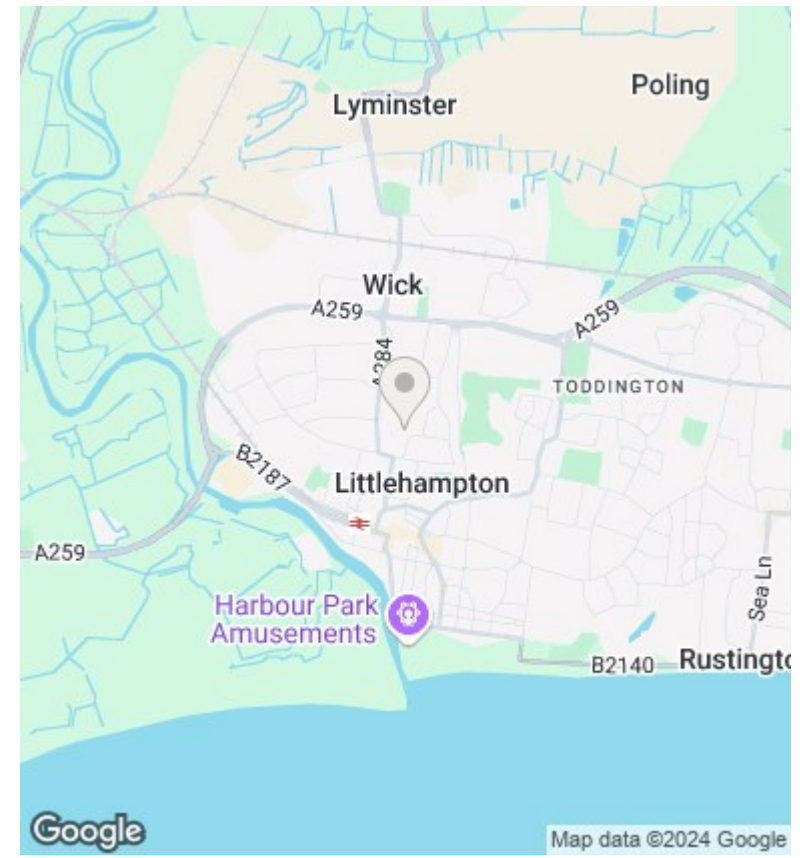 Poling
Lyminster
Wick
A259
A259
A284
TODDINGTON
B2187
Littlehampton
A259
Sea Ln
Harbour Park
Amusements
B2140
Rustingto
Google
Map data ©2024 Google